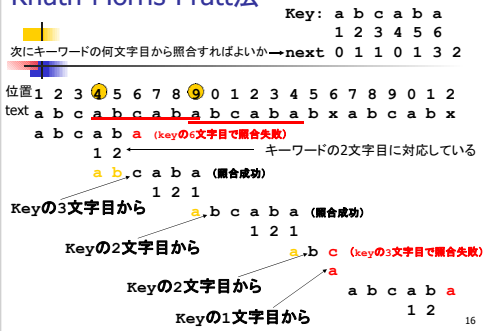 Knuth-Morris-Pratt法
Key: a b c a b a
1 2 3 4 5 6
次にキーワードの何文字目から照合すればよいか→next 0 1 1 0 1 3 2
位置 1 2 3 4 5 6 7 8 9 0 1 2 3 4 5 6 7 8 9 0 1 2
text a b c a b c a b a b c a b a b x a b c a b x
a b c a b a (keyの6文字目で照合失敗)
1 2 キーワードの2文字目に対応している
a b c a b a (照合成功)
1 2 1
Keyの3文字目から
a b c a b a (照合成功)
1 2 1
Keyの2文字目から
a b c (keyの3文字目で照合失敗)
Keyの2文字目から
a
a b c a b a
1 2
Keyの1文字目から
16